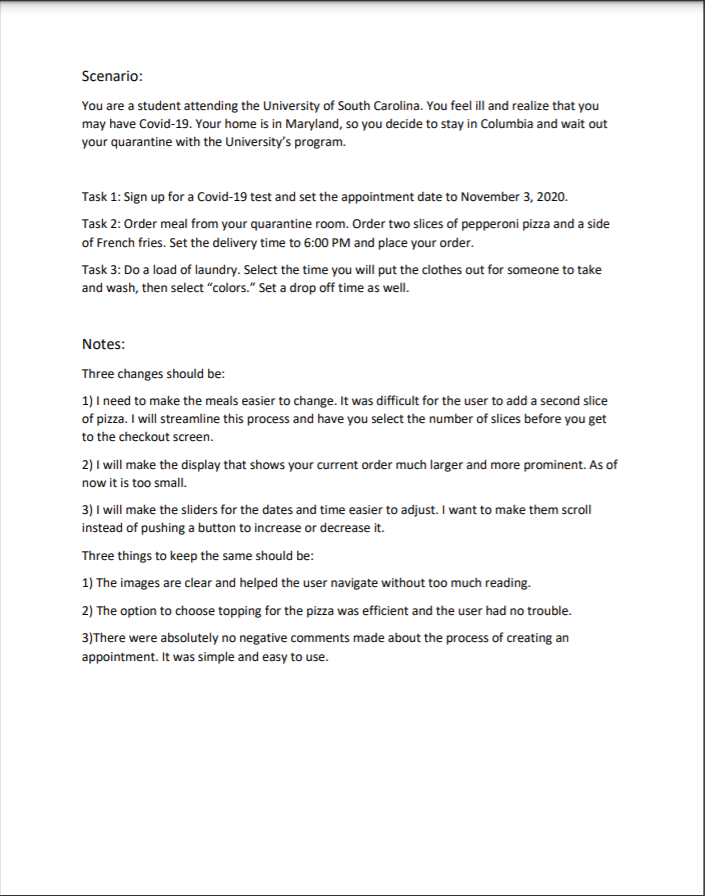 Scenario:
You are a student attending the University of South Carolina. You feel ill and realize that you
may have Covid-19. Your home is in Maryland, so you decide to stay in Columbia and wait out
your quarantine with the University’s program.
Task 1: Sign up for a Covid-19 test and set the appointment date to November 3, 2020.
Task 2: Order meal from your quarantine room. Order two slices of pepperoni pizza and a side
of French fries. Set the delivery time to 6:00 PM and place your order.
Task 3: Do a load of laundry. Select the time you will put the clothes out for someone to take
and wash, then select “colors.” Set a drop off time as well.
Notes:
Three changes should be:
1) I need to make the meals easier to change. It was difficult for the user to add a second slice
of pizza. I will streamline this process and have you select the number of slices before you get
to the checkout screen.
2) I will make the display that shows your current order much larger and more prominent. As of
now it is too small.
3) I will make the sliders for the dates and time easier to adjust. I want to make them scroll
instead of pushing a button to increase or decrease it.
Three things to keep the same should be:
1) The images are clear and helped the user navigate without too much reading.
2) The option to choose topping for the pizza was efficient and the user had no trouble.
3)There were absolutely no negative comments made about the process of creating an
appointment. It was simple and easy to use.